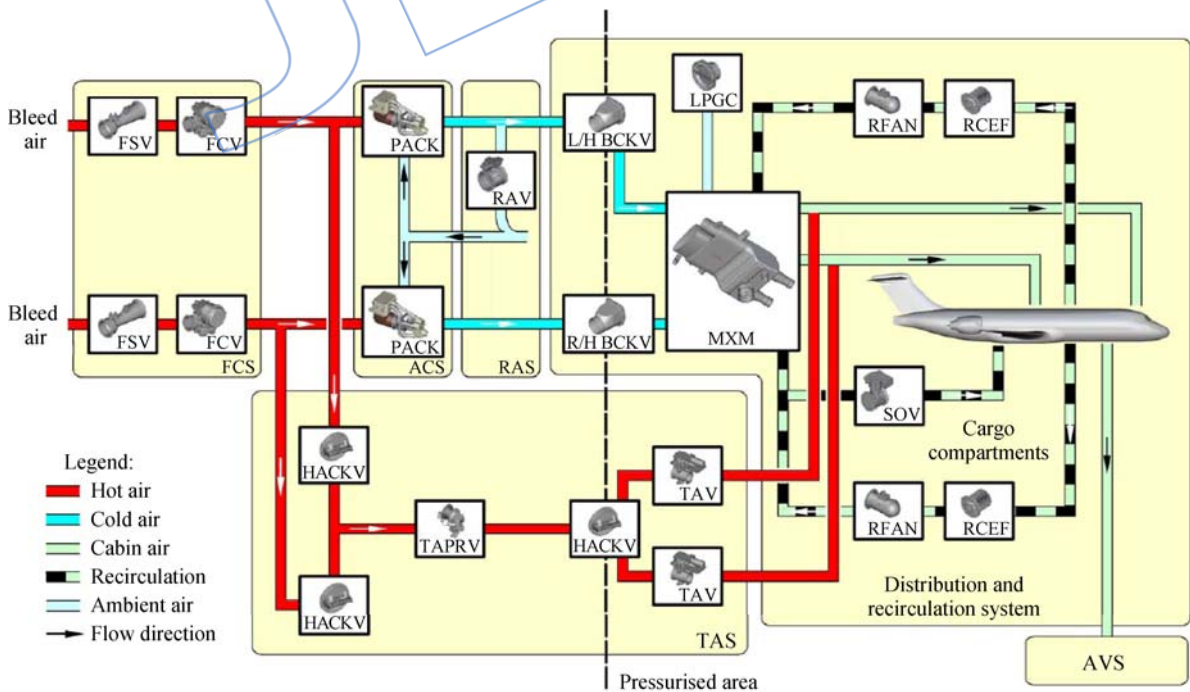 LPGC
Bleed
air
FSV
FCV
PACK
L/H BCKV
RFAN
RCEF
RAV
Bleed
air
FSV
FCV
PACK
R/H BCKV
MXM
FCS
ACS
RAS
SOV
Cargo
compartments
HACKV
TAV
Legend:
Hot air
Cold air
Cabin air
Recirculation
Ambient air
Flow direction
TAPRV
HACKV
RFAN
RCEF
HACKV
TAV
Distribution and
recirculation system
TAS
AVS
Pressurised area